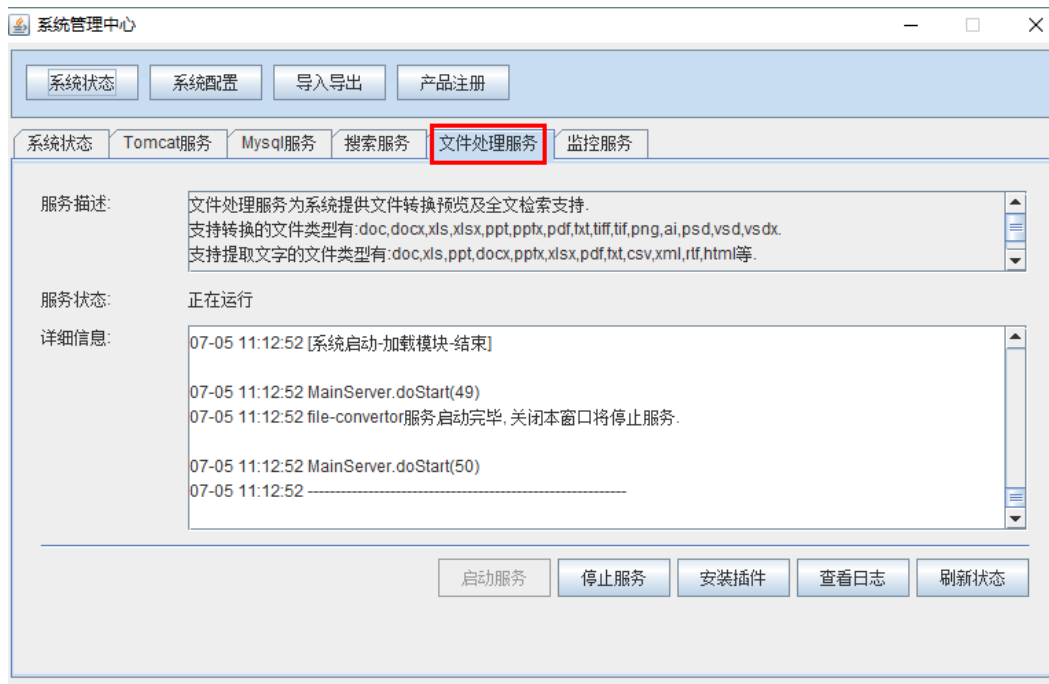 系统管理中心
系统状态 系统配置 导入导出 产品注册
系统状态 Tomcat服务 Mysql服务 搜索服务 文件处理服务 监控服务
服务描述:
文件处理服务为系统提供文件转换预览及全文检索支持.
支持转换的文件类型有:doc,docx,xls,xlsx,ppt,pptx,pdf,txt,tiff,tif,png,ai,psd,vsd,vsdx.
支持提取文字的文件类型有:doc,xls,ppt,docx,pptx,xlsx,pdf,txt,csv,xml,rtf,html等.
服务状态: 正在运行
详细信息:
07-05 11:12:52 [系统启动-加载模块-结束]
07-05 11:12:52 MainServer.doStart(49)
07-05 11:12:52 file-convertor服务启动完毕, 关闭本窗口将停止服务.
07-05 11:12:52 MainServer.doStart(50)
07-05 11:12:52 ----------------------------------------------------------
启动服务 停止服务 安装插件 查看日志 刷新状态